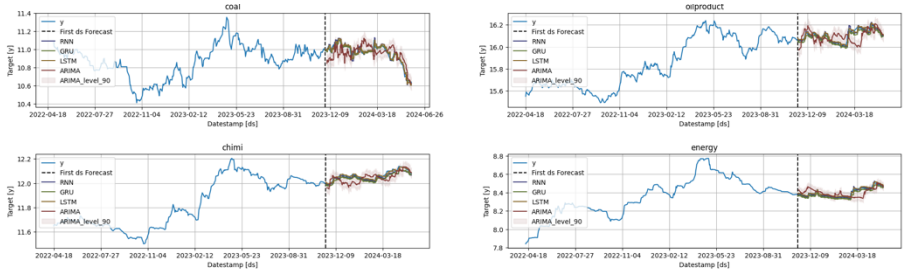 coal
Target [y]
11.4
11.2
11.0
10.8
10.6
10.4
y
First ds Forecast
RNN
GRU
LSTM
ARIMA
ARIMA_level_90
2022-04-18 2022-07-27 2022-11-04 2023-02-12 2023-05-23 2023-08-31 2023-12-09 2024-03-18 2024-06-26
Datestamp [ds]
oilproduct
Target [y]
16.2
16.0
15.8
15.6
y
First ds Forecast
RNN
GRU
LSTM
ARIMA
ARIMA_level_90
2022-04-18 2022-07-27 2022-11-04 2023-02-12 2023-05-23 2023-08-31 2023-12-09 2024-03-18
Datestamp [ds]
chimi
Target [y]
12.2
12.0
11.8
11.6
y
First ds Forecast
RNN
GRU
LSTM
ARIMA
ARIMA_level_90
2022-04-18 2022-07-27 2022-11-04 2023-02-12 2023-05-23 2023-08-31 2023-12-09 2024-03-18
Datestamp [ds]
energy
Target [y]
8.8
8.6
8.4
8.2
8.0
7.8
y
First ds Forecast
RNN
GRU
LSTM
ARIMA
ARIMA_level_90
2022-04-18 2022-07-27 2022-11-04 2023-02-12 2023-05-23 2023-08-31 2023-12-09 2024-03-18
Datestamp [ds]